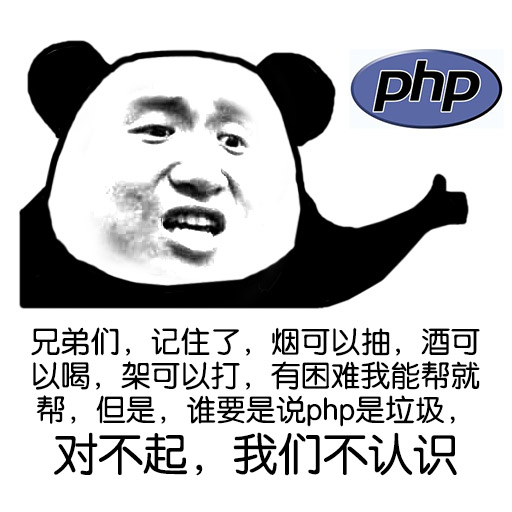 php
兄弟们，记住了，烟可以抽，酒可
以喝，架可以打，有困难我能帮就
帮，但是，谁要是说php是垃圾，
对不起，我们不认识